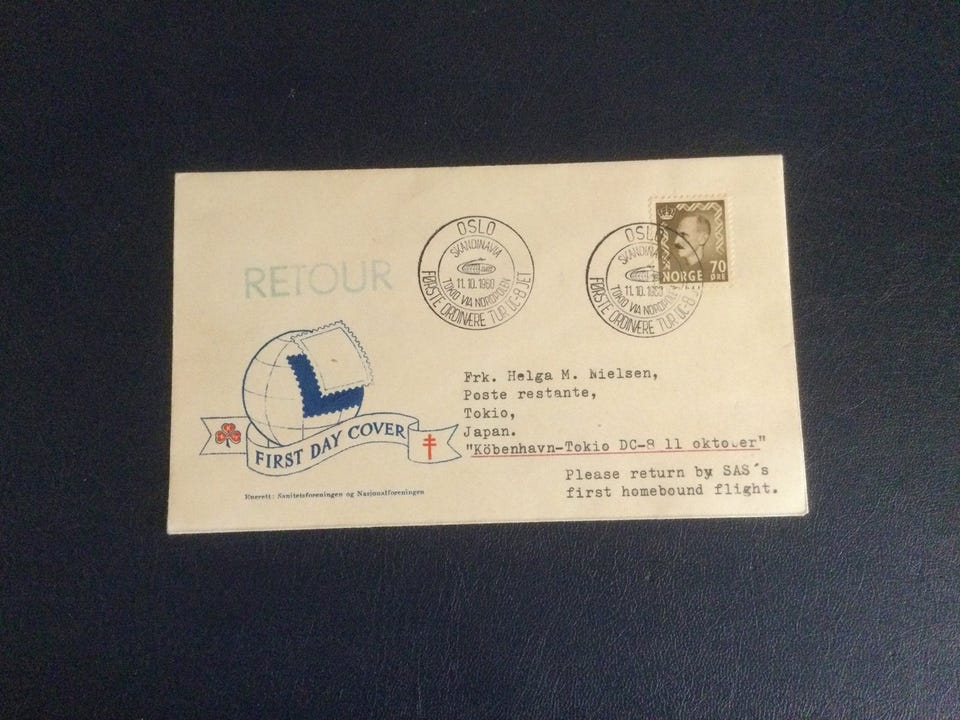 RETOUR
OSLO
SKANDINAVIA
11.10.1960
TOKIO VIA NORDPOLEN
FØRSTE ORDINÆRE TUR DC-8 JET
OSLO
SKANDINAVIA
11.10.1960
TOKIO VIA NORDPOLEN
FØRSTE ORDINÆRE TUR DC-8
NORGE 70
ØRE
FIRST DAY COVER
Enerett: Sanitetsforeningen og Nasjonalforeningen
Frk. Helga M. Nielsen,
Poste restante,
Tokio,
Japan.
"Köbenhavn-Tokio DC-8 11 oktober"
Please return by SAS´s
first homebound flight.